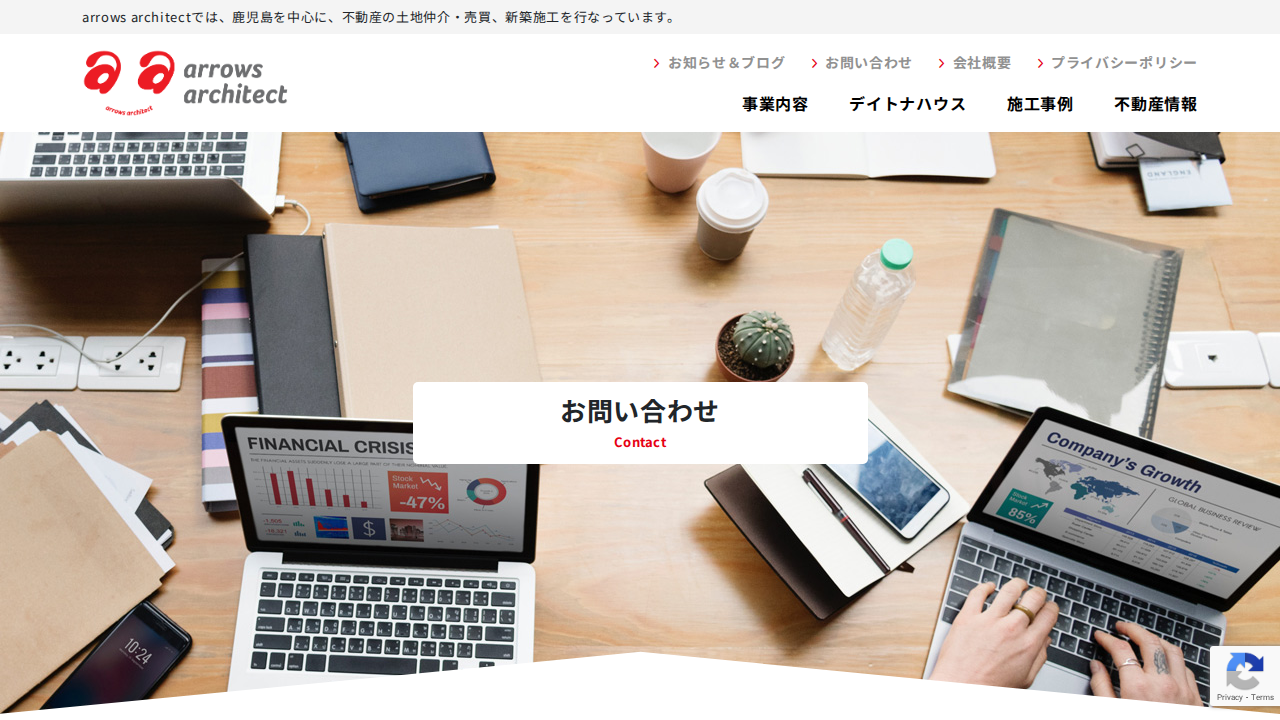 arrows architectでは、鹿児島を中心に、不動産の土地仲介・売買、新築施工を行なっています。
arrows
architect
arrows architect
お知らせ＆ブログ
お問い合わせ
会社概要
プライバシーポリシー
事業内容
デイトナハウス
施工事例
不動産情報
ENGLAND
お問い合わせ
Contact
FINANCIAL CRISIS
Stock
Market
-47%
Company's Growth
GLOBAL BUSINESS REVIEW
Stock
Market
85%
10:24
Privacy - Terms